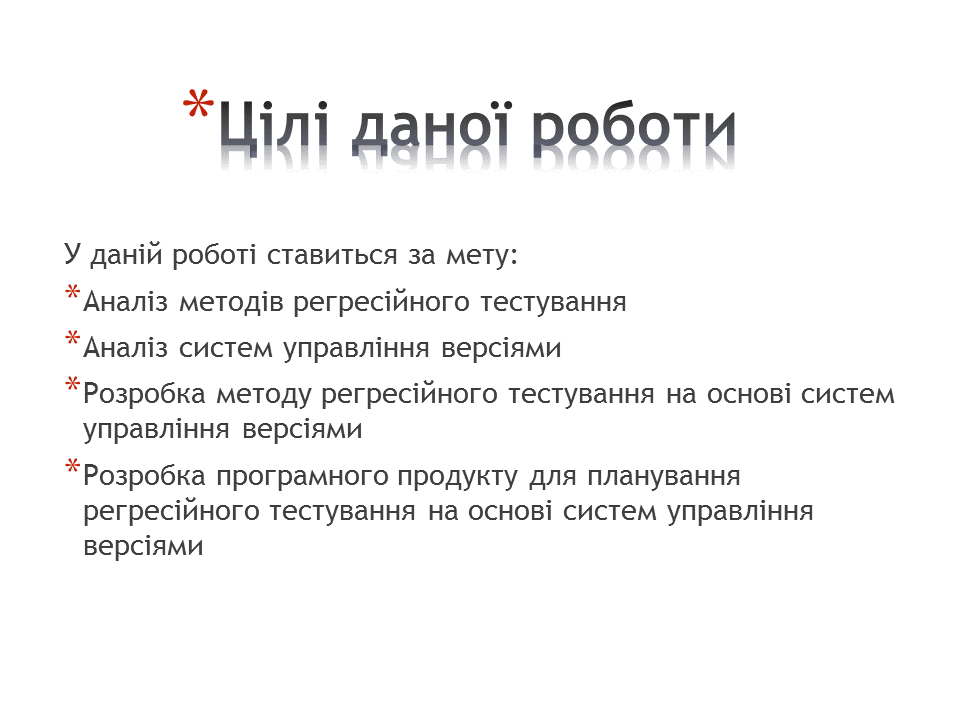 * Цілі даної роботи
У даній роботі ставиться за мету:
* Аналіз методів регресійного тестування
* Аналіз систем управління версіями
* Розробка методу регресійного тестування на основі систем
управління версіями
* Розробка програмного продукту для планування
регресійного тестування на основі систем управління
версіями